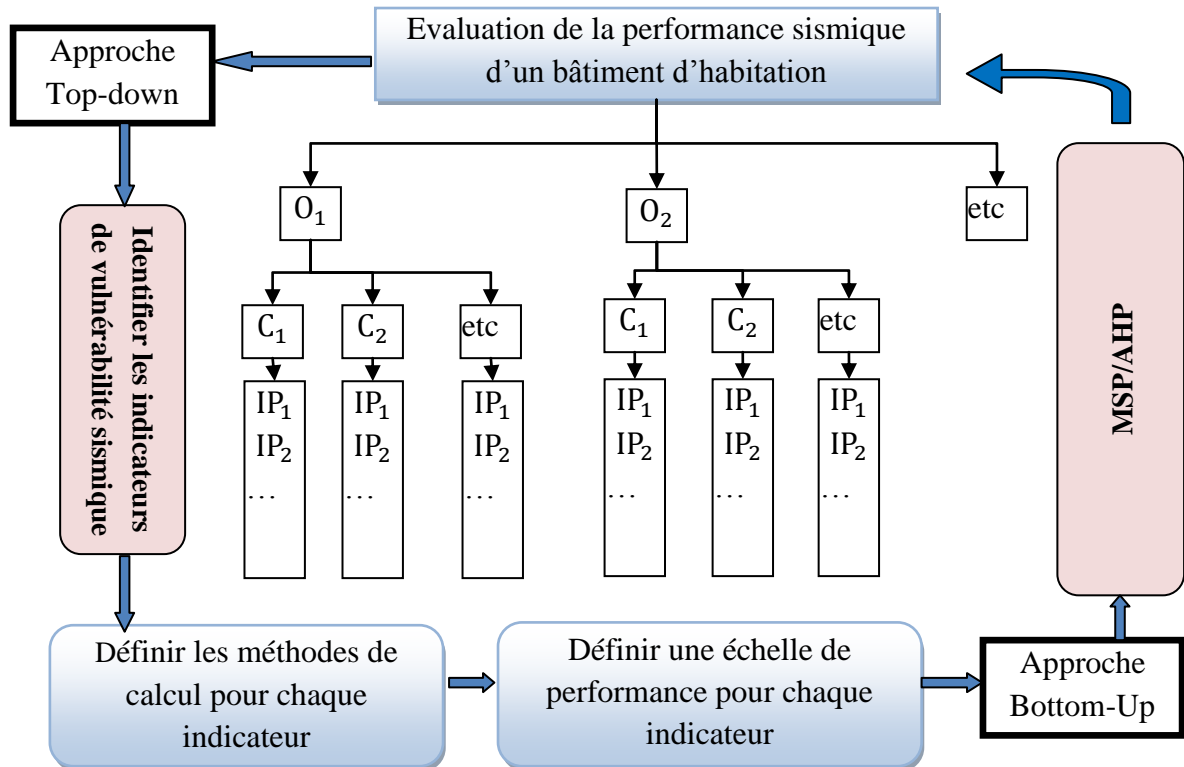 Evaluation de la performance sismique
d'un bâtiment d'habitation
Approche
Top-down
Identifier les indicateurs
de vulnérabilité sismique
O₁
O₂
etc
C₁
C₂
etc
C₁
C₂
etc
IP₁
IP₂
…
IP₁
IP₂
…
IP₁
IP₂
…
IP₁
IP₂
…
IP₁
IP₂
…
IP₁
IP₂
…
MSP/AHP
Définir les méthodes de
calcul pour chaque
indicateur
Définir une échelle de
performance pour chaque
indicateur
Approche
Bottom-Up